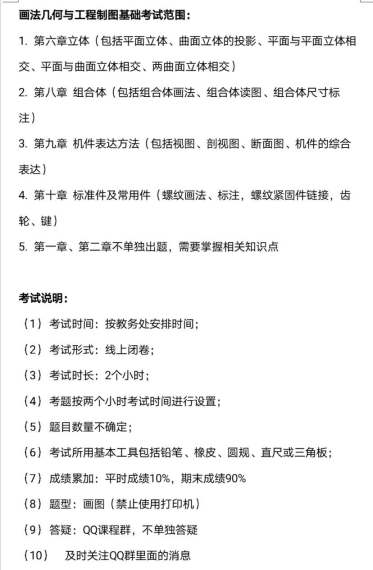 画法几何与工程制图基础考试范围：
1. 第六章立体（包括平面立体、曲面立体的投影、平面与平面立体相
交、平面与曲面立体相交、两曲面立体相交）
2. 第八章 组合体（包括组合体画法、组合体读图、组合体尺寸标
注）
3. 第九章 机件表达方法（包括视图、剖视图、断面图、机件的综合
表达）
4. 第十章 标准件及常用件（螺纹画法、标注，螺纹紧固件链接，齿
轮、键）
5. 第一章、第二章不单独出题，需要掌握相关知识点
考试说明：
（1）考试时间：按教务处安排时间；
（2）考试形式：线上闭卷；
（3）考试时长：2个小时；
（4）考题按两个小时考试时间进行设置；
（5）题目数量不确定；
（6）考试所用基本工具包括铅笔、橡皮、圆规、直尺或三角板；
（7）成绩累加：平时成绩10%，期末成绩90%
（8）题型：画图（禁止使用打印机）
（9）答疑：QQ课程群，不单独答疑
（10） 及时关注QQ群里面的消息